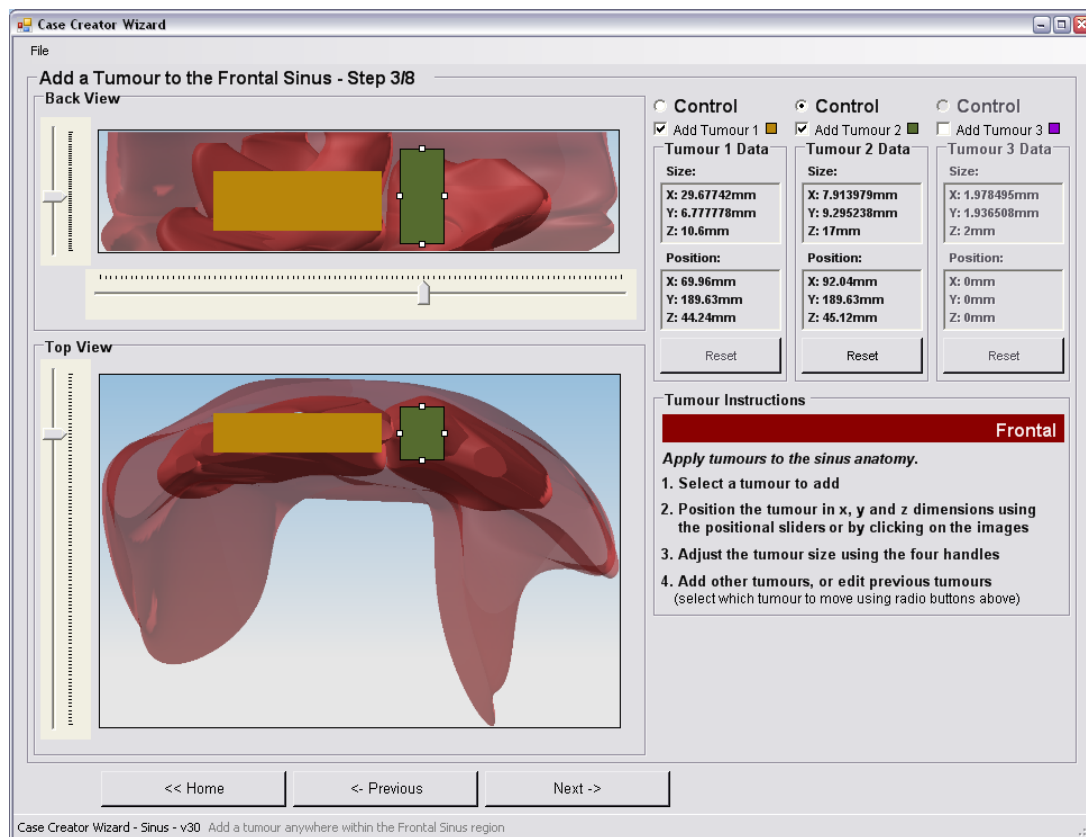 Case Creator Wizard
File
Add a Tumour to the Frontal Sinus - Step 3/8
Back View
Top View
Control
Add Tumour 1
Tumour 1 Data
Size:
X: 29.67742mm
Y: 6.777778mm
Z: 10.6mm
Position:
X: 69.96mm
Y: 189.63mm
Z: 44.24mm
Reset
Control
Add Tumour 2
Tumour 2 Data
Size:
X: 7.913979mm
Y: 9.295238mm
Z: 17mm
Position:
X: 92.04mm
Y: 189.63mm
Z: 45.12mm
Reset
Control
Add Tumour 3
Tumour 3 Data
Size:
X: 1.978495mm
Y: 1.936508mm
Z: 2mm
Position:
X: 0mm
Y: 0mm
Z: 0mm
Reset
Tumour Instructions
Frontal
Apply tumours to the sinus anatomy.
1. Select a tumour to add
2. Position the tumour in x, y and z dimensions using
the positional sliders or by clicking on the images
3. Adjust the tumour size using the four handles
4. Add other tumours, or edit previous tumours
(select which tumour to move using radio buttons above)
<< Home
<- Previous
Next ->
Case Creator Wizard - Sinus - v30 Add a tumour anywhere within the Frontal Sinus region